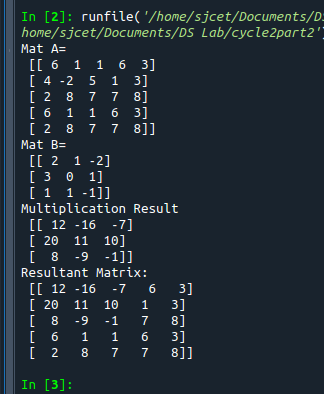 In [2]: runfile('/home/sjcet/Documents/D
home/sjcet/Documents/DS Lab/cycle2part2'
Mat A=
 [[ 6  1  1  6  3]
 [ 4 -2  5  1  3]
 [ 2  8  7  7  8]
 [ 6  1  1  6  3]
 [ 2  8  7  7  8]]
Mat B=
 [[ 2  1 -2]
 [ 3  0  1]
 [ 1  1 -1]]
Multiplication Result
 [[ 12 -16  -7]
 [ 20  11  10]
 [  8  -9  -1]]
Resultant Matrix:
 [[ 12 -16  -7   6   3]
 [ 20  11  10   1   3]
 [  8  -9  -1   7   8]
 [  6   1   1   6   3]
 [  2   8   7   7   8]]
In [3]: